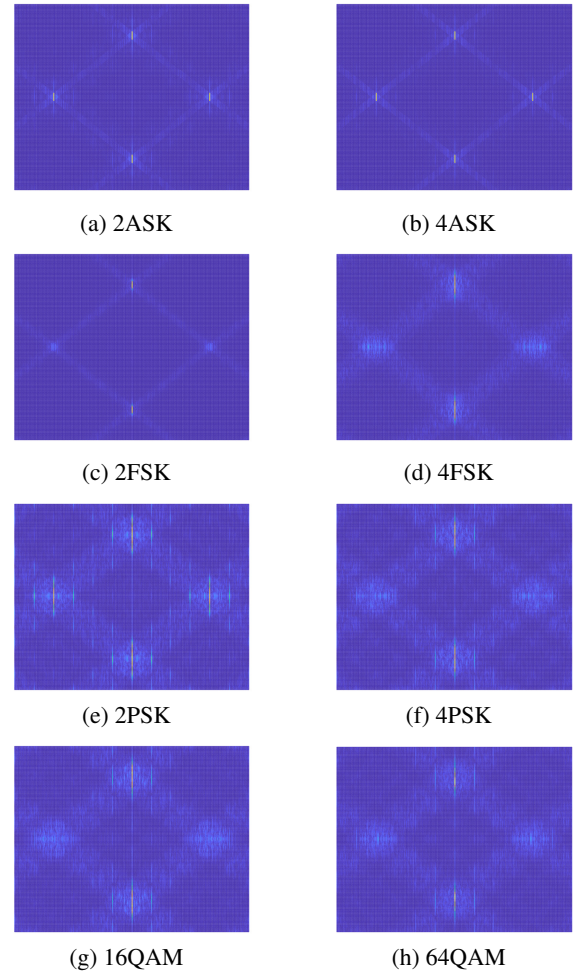 (a) 2ASK
(b) 4ASK
(c) 2FSK
(d) 4FSK
(e) 2PSK
(f) 4PSK
(g) 16QAM
(h) 64QAM